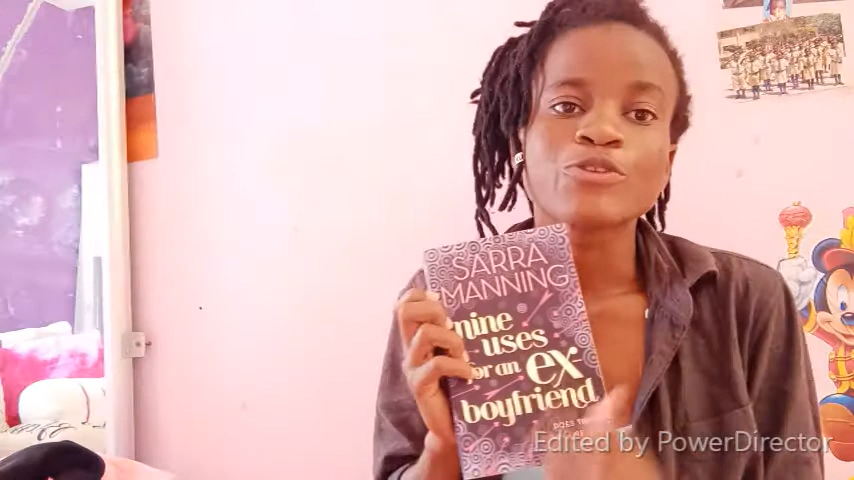 SARRA
MANNING
nine
uses
for an ex-
boyfriend
Edited by PowerDirector